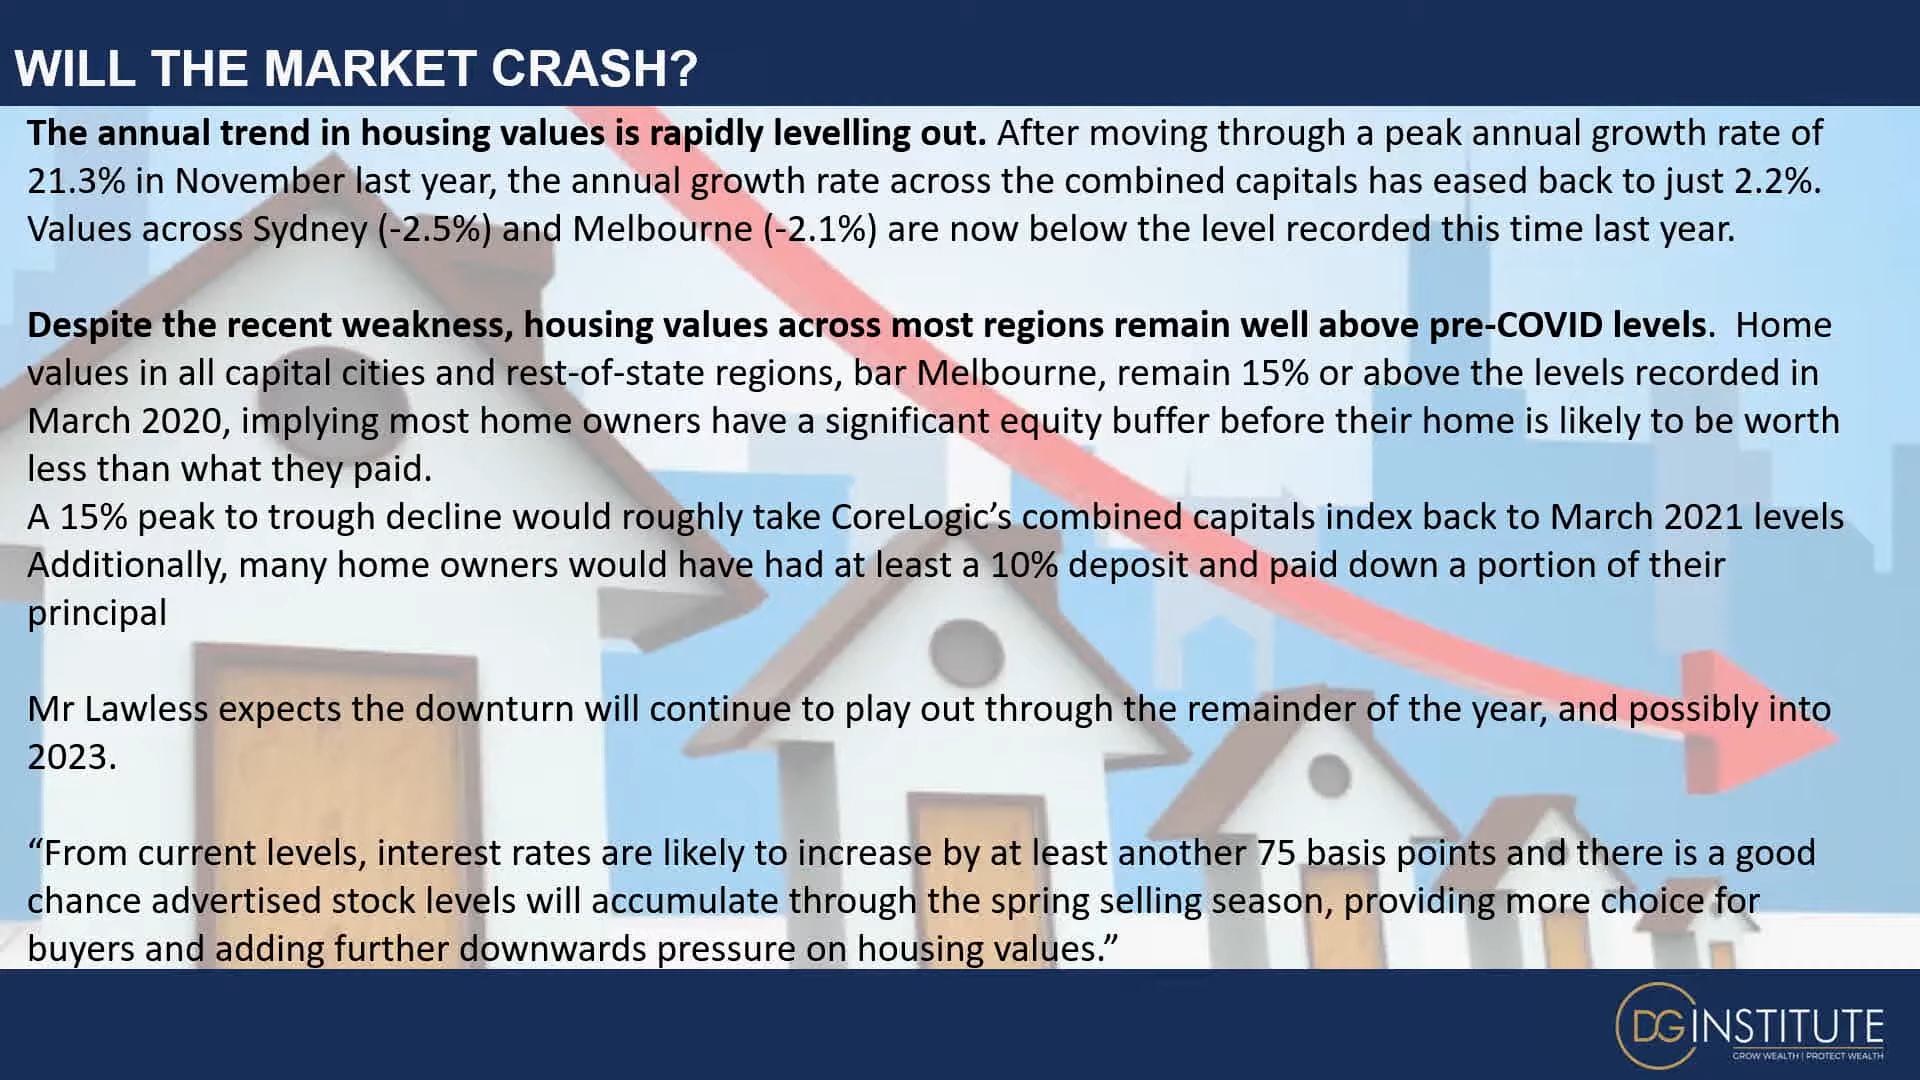 WILL THE MARKET CRASH?
The annual trend in housing values is rapidly levelling out. After moving through a peak annual growth rate of
21.3% in November last year, the annual growth rate across the combined capitals has eased back to just 2.2%.
Values across Sydney (-2.5%) and Melbourne (-2.1%) are now below the level recorded this time last year.
Despite the recent weakness, housing values across most regions remain well above pre-COVID levels.  Home
values in all capital cities and rest-of-state regions, bar Melbourne, remain 15% or above the levels recorded in
March 2020, implying most home owners have a significant equity buffer before their home is likely to be worth
less than what they paid.
A 15% peak to trough decline would roughly take CoreLogic’s combined capitals index back to March 2021 levels
Additionally, many home owners would have had at least a 10% deposit and paid down a portion of their
principal
Mr Lawless expects the downturn will continue to play out through the remainder of the year, and possibly into
2023.
“From current levels, interest rates are likely to increase by at least another 75 basis points and there is a good
chance advertised stock levels will accumulate through the spring selling season, providing more choice for
buyers and adding further downwards pressure on housing values.”
DG INSTITUTE
GROW WEALTH | PROTECT WEALTH